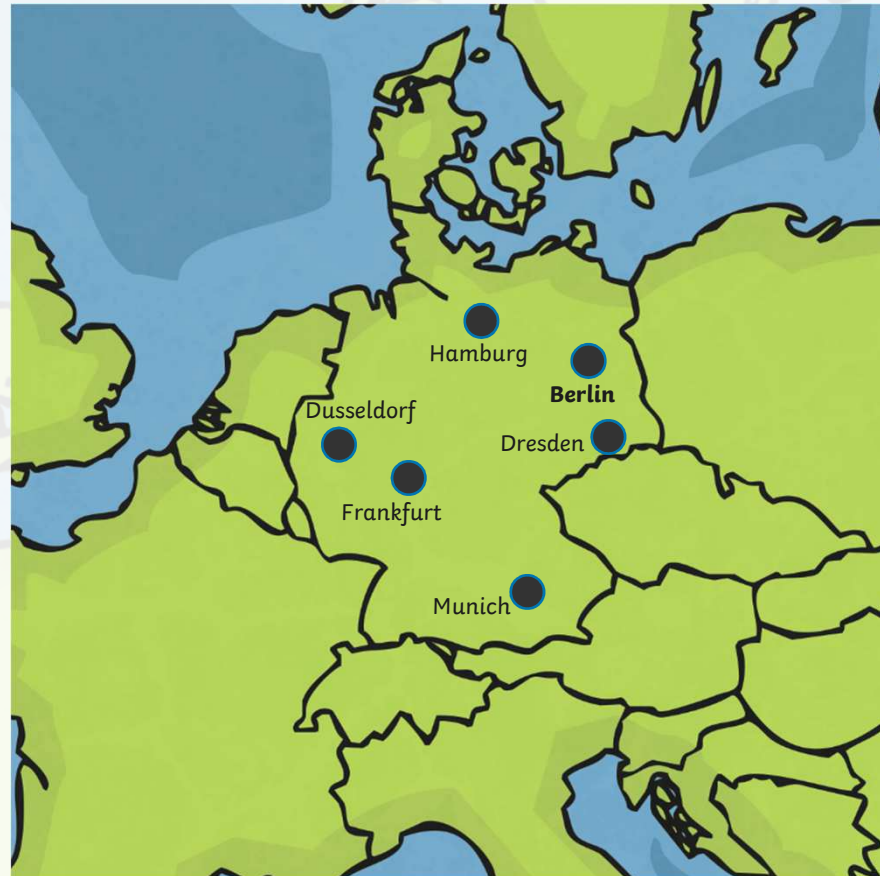 Hamburg
Berlin
Dusseldorf
Dresden
Frankfurt
Munich